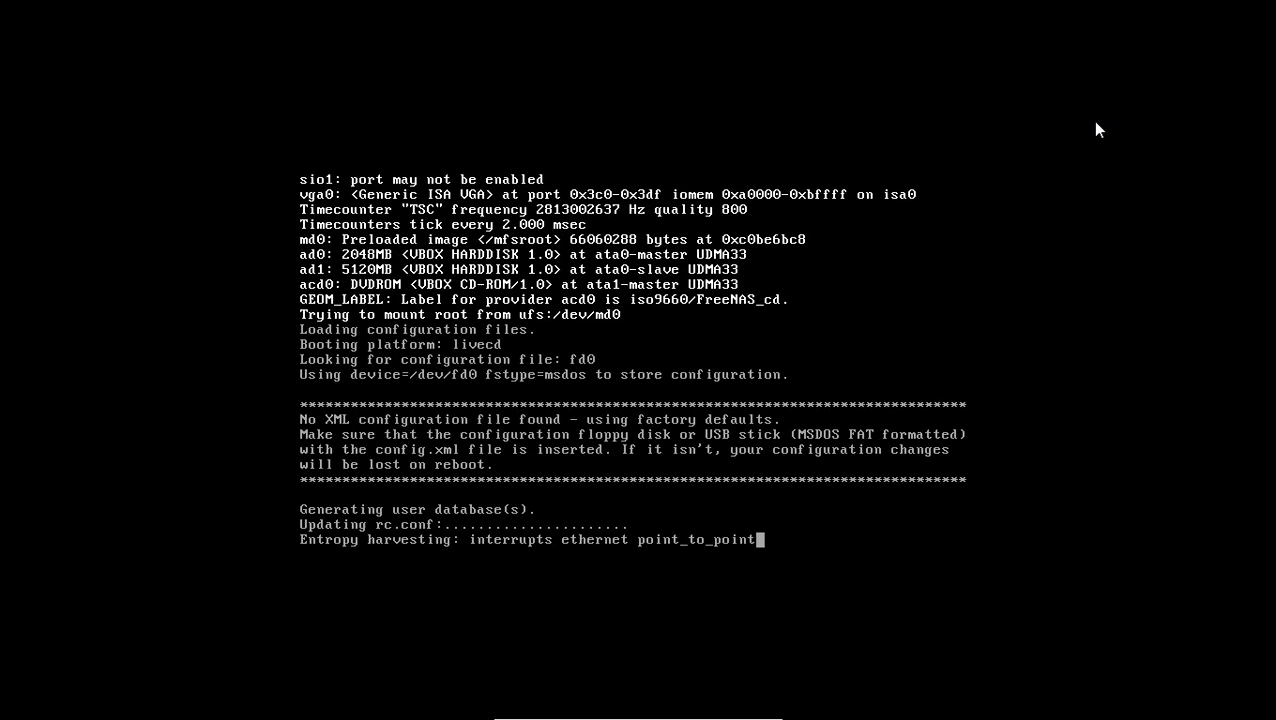 sio1: port may not be enabled
vga0: <Generic ISA VGA> at port 0x3c0-0x3df iomem 0xa0000-0xbffff on isa0
Timecounter "TSC" frequency 2813002637 Hz quality 800
Timecounters tick every 2.000 msec
md0: Preloaded image </mfsroot> 66060288 bytes at 0xc0be6bc8
ad0: 2048MB <VBOX HARDDISK 1.0> at ata0-master UDMA33
ad1: 5120MB <VBOX HARDDISK 1.0> at ata0-slave UDMA33
acd0: DVDROM <VBOX CD-ROM/1.0> at ata1-master UDMA33
GEOM_LABEL: Label for provider acd0 is iso9660/FreeNAS_cd.
Trying to mount root from ufs:/dev/md0
Loading configuration files.
Booting platform: livecd
Looking for configuration file: fd0
Using device=/dev/fd0 fstype=msdos to store configuration.
*******************************************************************************
No XML configuration file found - using factory defaults.
Make sure that the configuration floppy disk or USB stick (MSDOS FAT formatted)
with the config.xml file is inserted. If it isn't, your configuration changes
will be lost on reboot.
*******************************************************************************
Generating user database(s).
Updating rc.conf:......................
Entropy harvesting: interrupts ethernet point_to_point